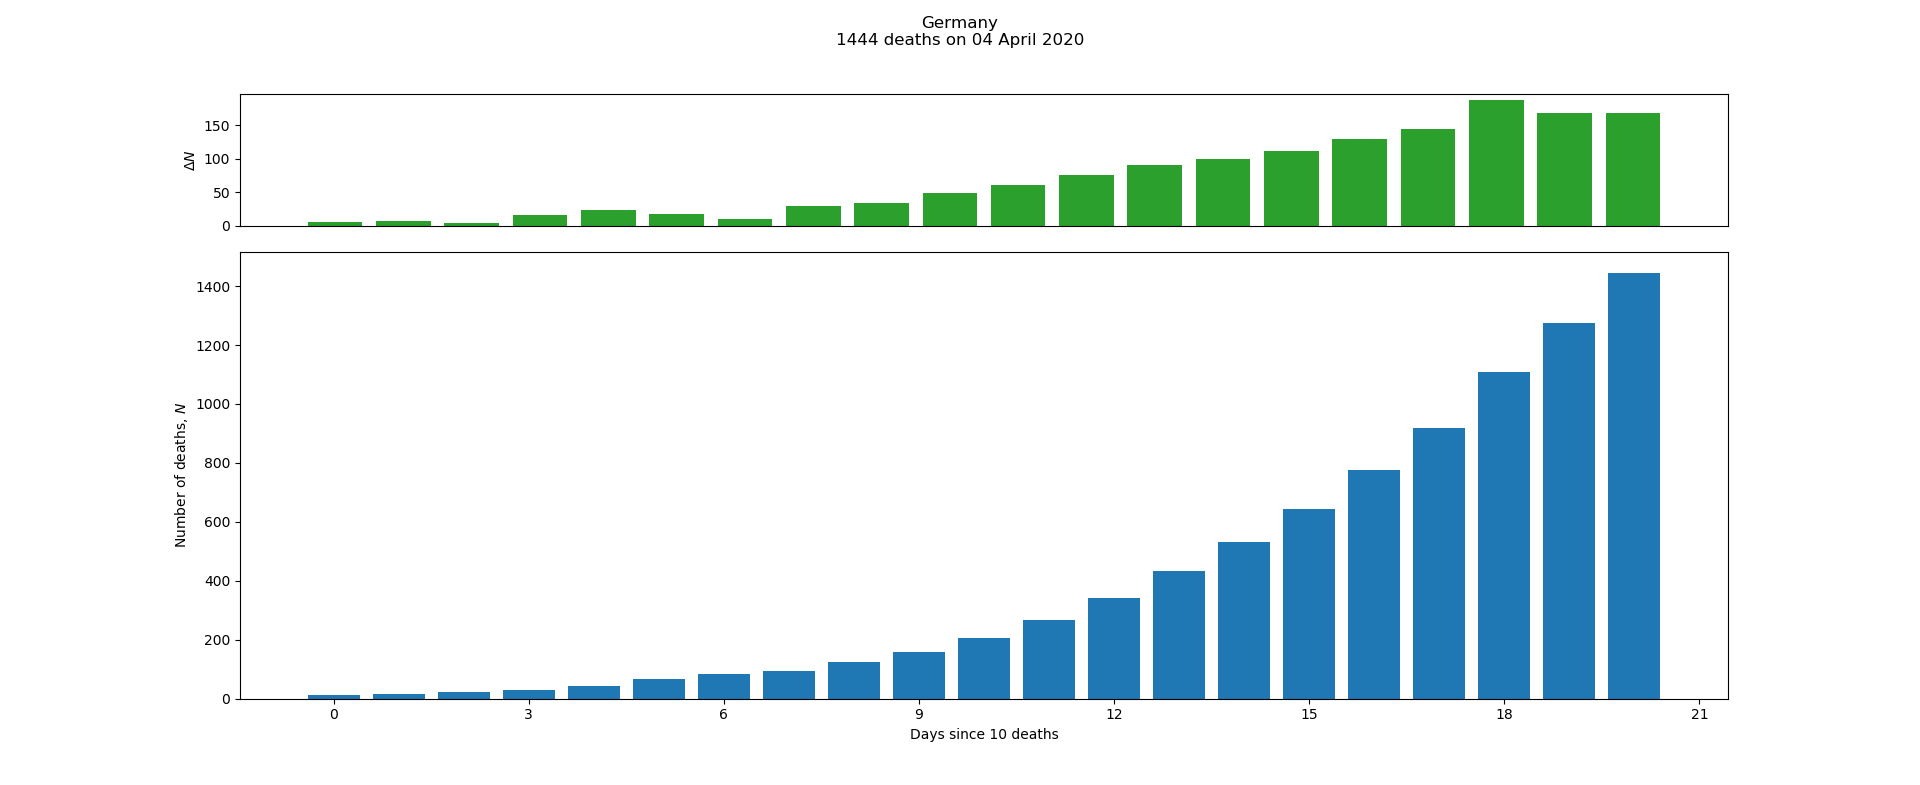 Germany
1444 deaths on 04 April 2020
150
100
50
0
ΔN
1400
1200
1000
800
600
400
200
0
Number of deaths, N
0 3 6 9 12 15 18 21
Days since 10 deaths